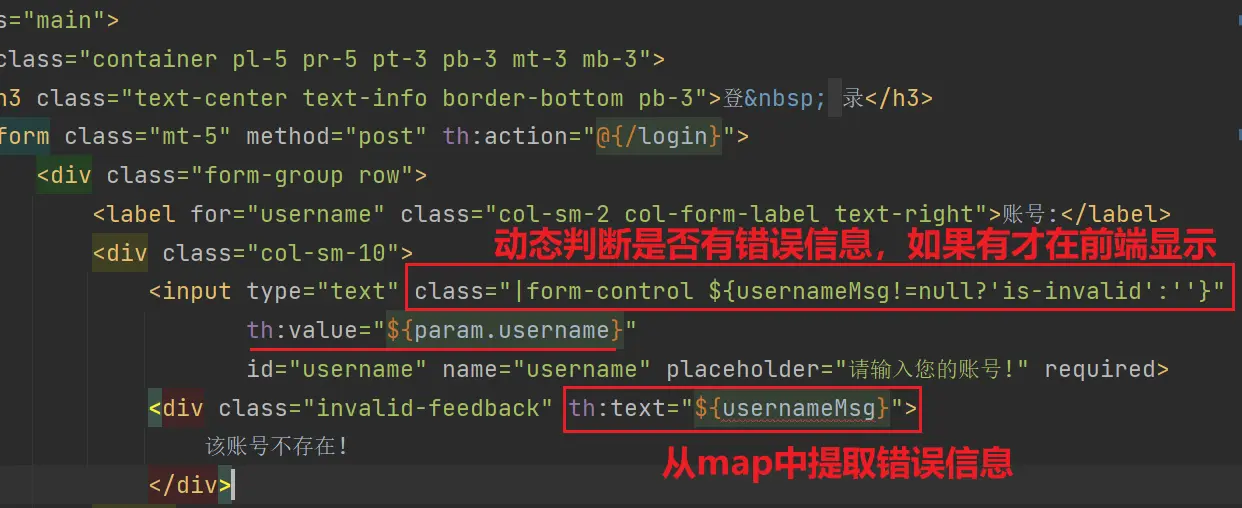 s="main">
class="container pl-5 pr-5 pt-3 pb-3 mt-3 mb-3">
h3 class="text-center text-info border-bottom pb-3">登&nbsp; 录</h3>
form class="mt-5" method="post" th:action="@{/login}">
<div class="form-group row">
<label for="username" class="col-sm-2 col-form-label text-right">账号:</label>
动态判断是否有错误信息，如果有才在前端显示
<div class="col-sm-10">
<input type="text" class="|form-control ${usernameMsg!=null?'is-invalid':''}"
th:value="${param.username}"
id="username" name="username" placeholder="请输入您的账号!" required>
<div class="invalid-feedback" th:text="${usernameMsg}">
该账号不存在!
从map中提取错误信息
</div>